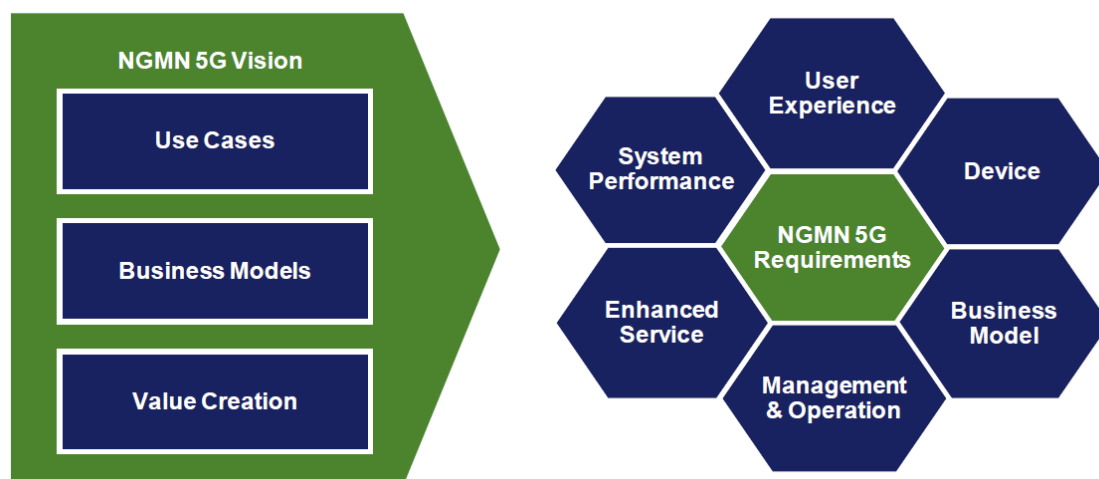 NGMN 5G Vision
Use Cases
Business Models
Value Creation
User
Experience
System
Performance
Device
NGMN 5G
Requirements
Enhanced
Service
Business
Model
Management
& Operation